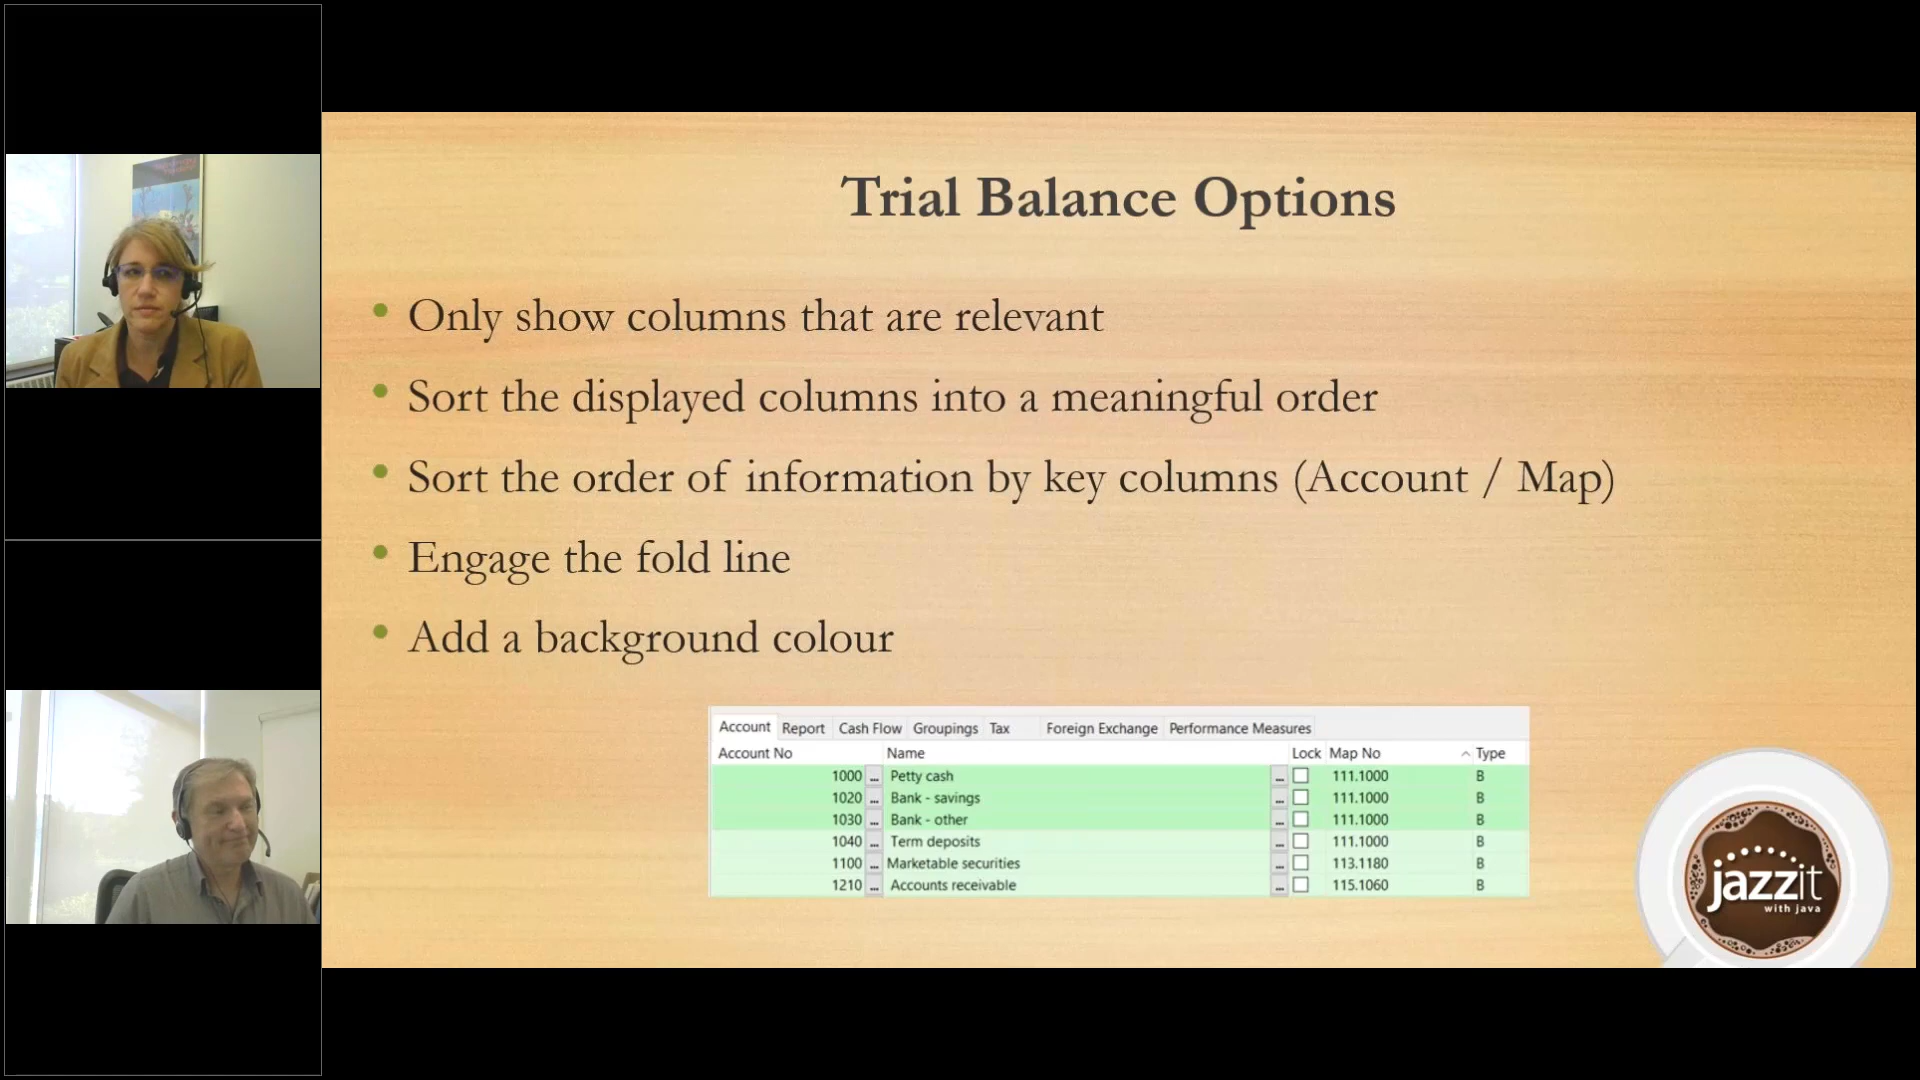 Trial Balance Options
• Only show columns that are relevant
• Sort the displayed columns into a meaningful order
• Sort the order of information by key columns (Account / Map)
• Engage the fold line
• Add a background colour
Account Report Cash Flow Groupings Tax Foreign Exchange Performance Measures
Account No Name Lock Map No Type
1000 ... Petty cash ... 111.1000 B
1020 ... Bank - savings ... 111.1000 B
1030 ... Bank - other ... 111.1000 B
1040 ... Term deposits ... 111.1000 B
1100 ... Marketable securities ... 113.1180 B
1210 ... Accounts receivable ... 115.1060 B
jazzit
with java